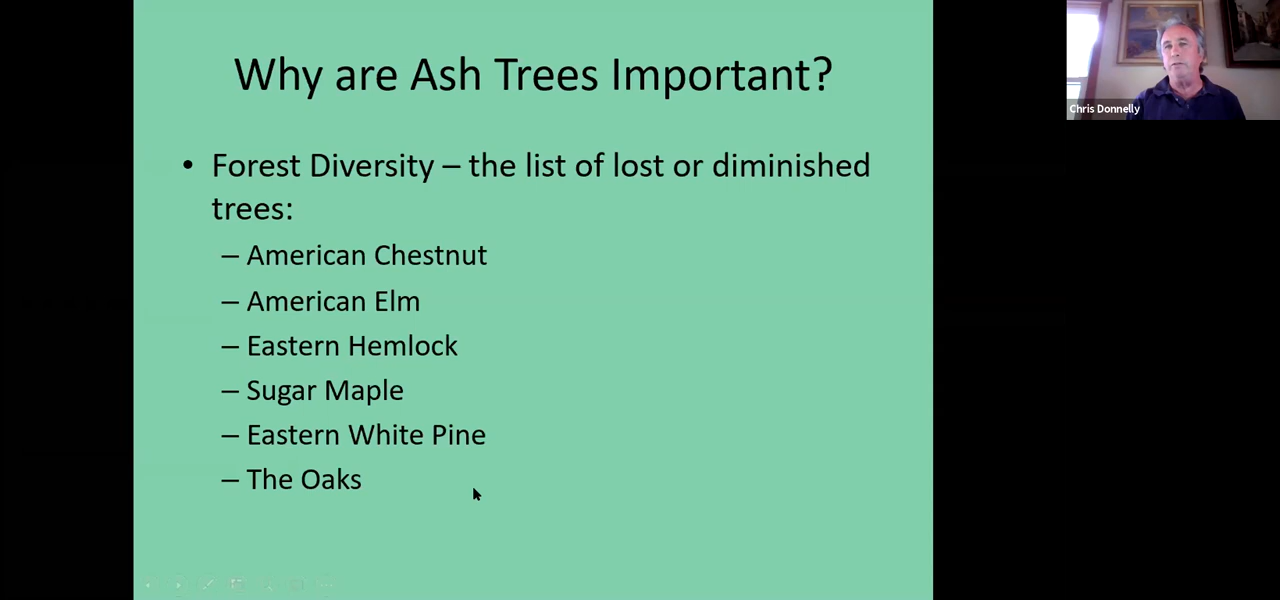 Why are Ash Trees Important?
• Forest Diversity – the list of lost or diminished
trees:
– American Chestnut
– American Elm
– Eastern Hemlock
– Sugar Maple
– Eastern White Pine
– The Oaks
Chris Donnelly